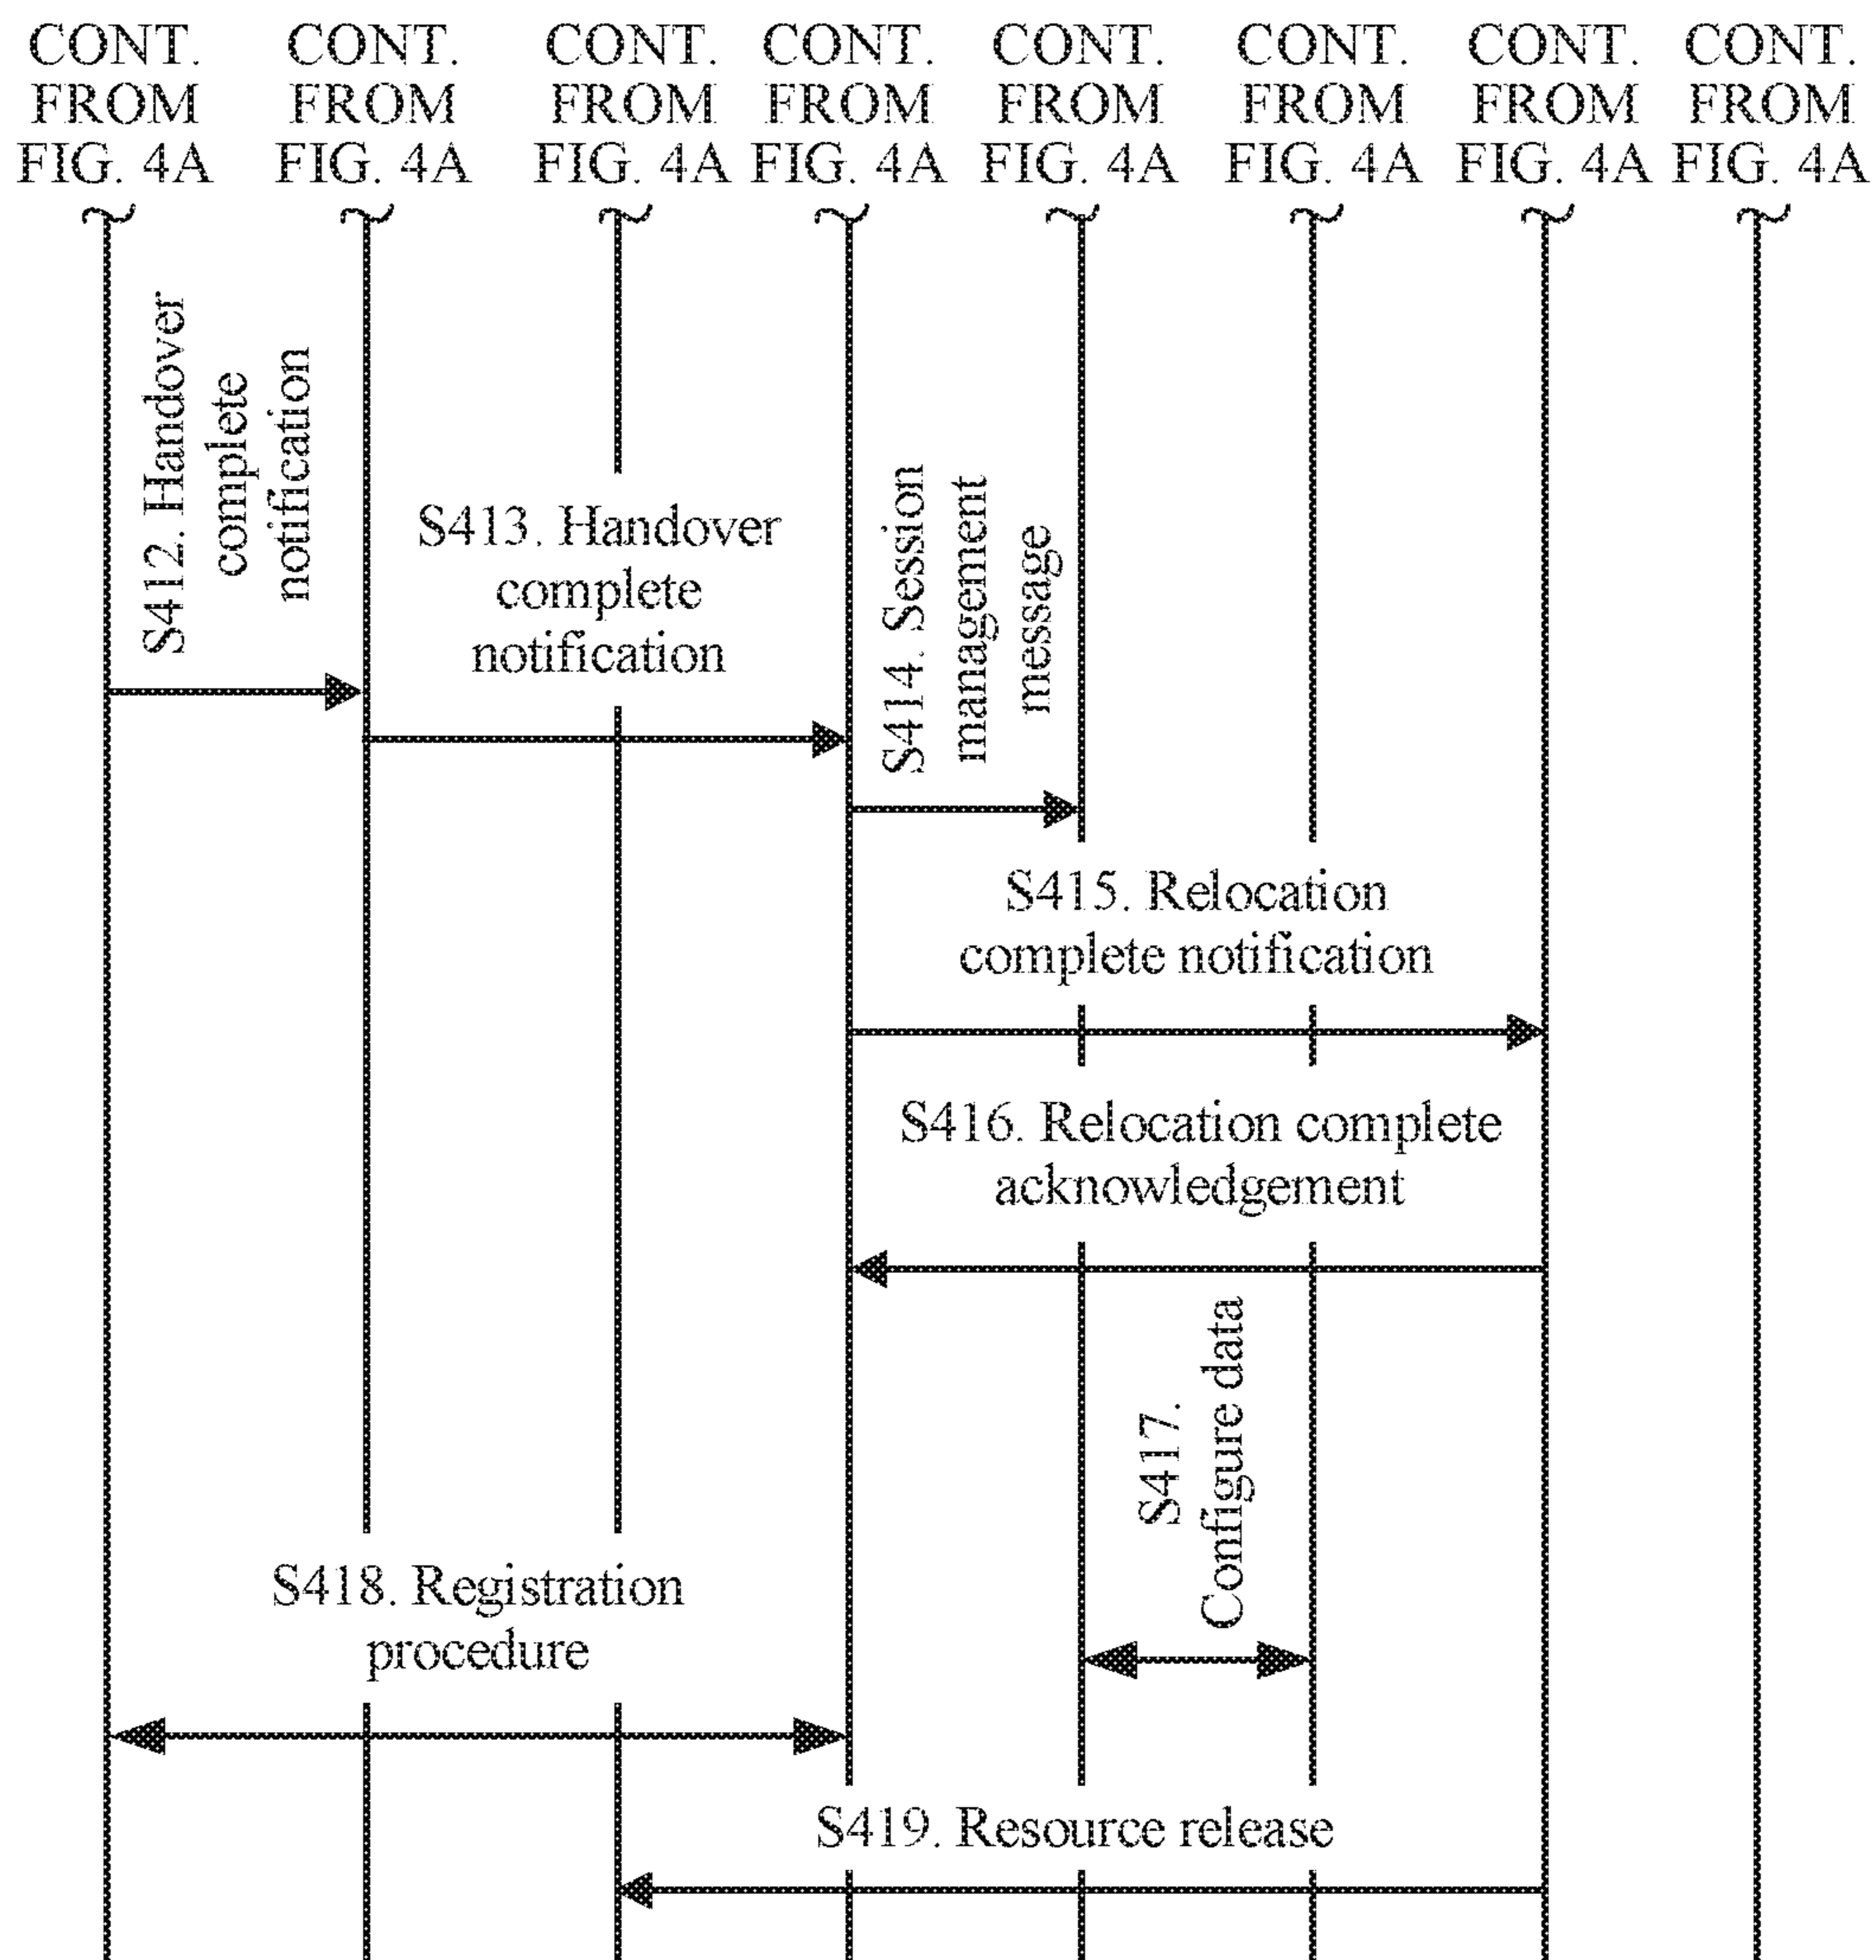 CONT. CONT. CONT. CONT. CONT. CONT. CONT. CONT.
FROM FROM FROM FROM FROM FROM FROM FROM
FIG. 4A FIG. 4A FIG. 4A FIG. 4A FIG. 4A FIG. 4A FIG. 4A FIG. 4A
S412. Handover
complete
notification
S413. Handover
complete
notification
S414. Session
management
message
S415. Relocation
complete notification
S416. Relocation complete
acknowledgement
S417.
Configure data
S418. Registration
procedure
S419. Resource release